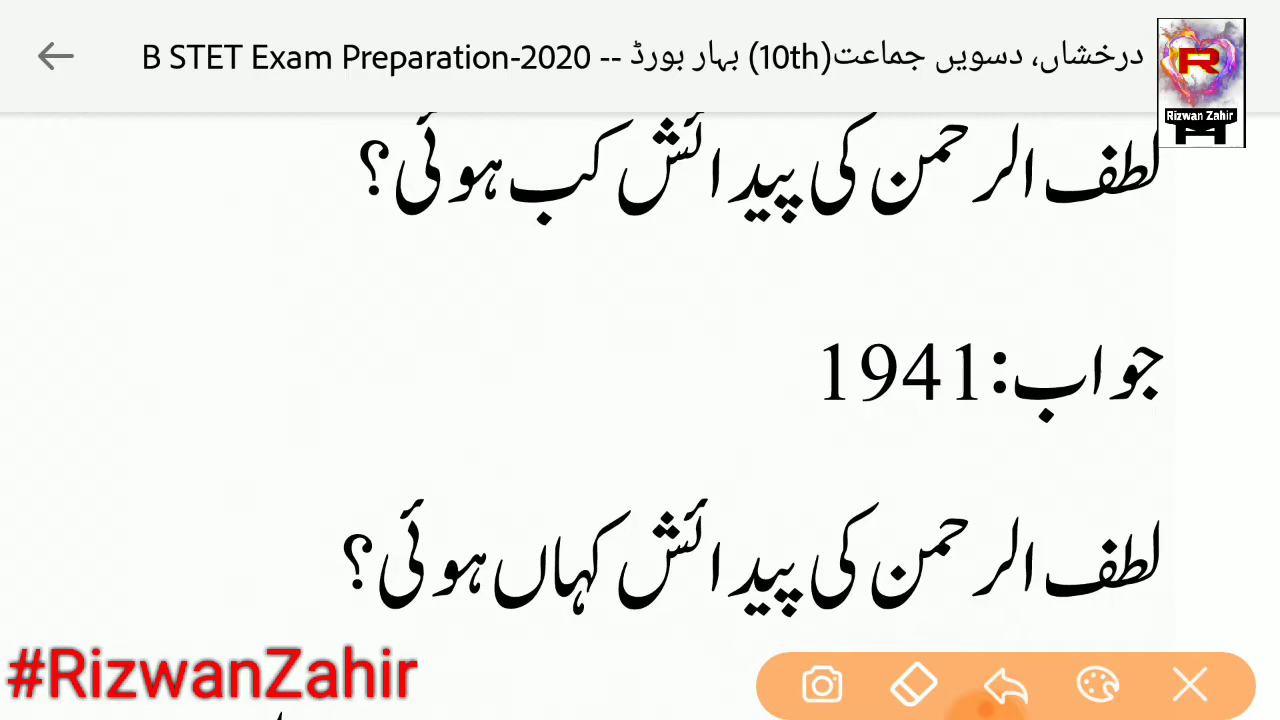 درخشاں، دسویں جماعت(10th) بہار بورڈ -- B STET Exam Preparation-2020
R
Rizwan Zahir
لطف الرحمن کی پیدائش کب ہوئی؟
جواب:1941
لطف الرحمن کی پیدائش کہاں ہوئی؟
#RizwanZahir